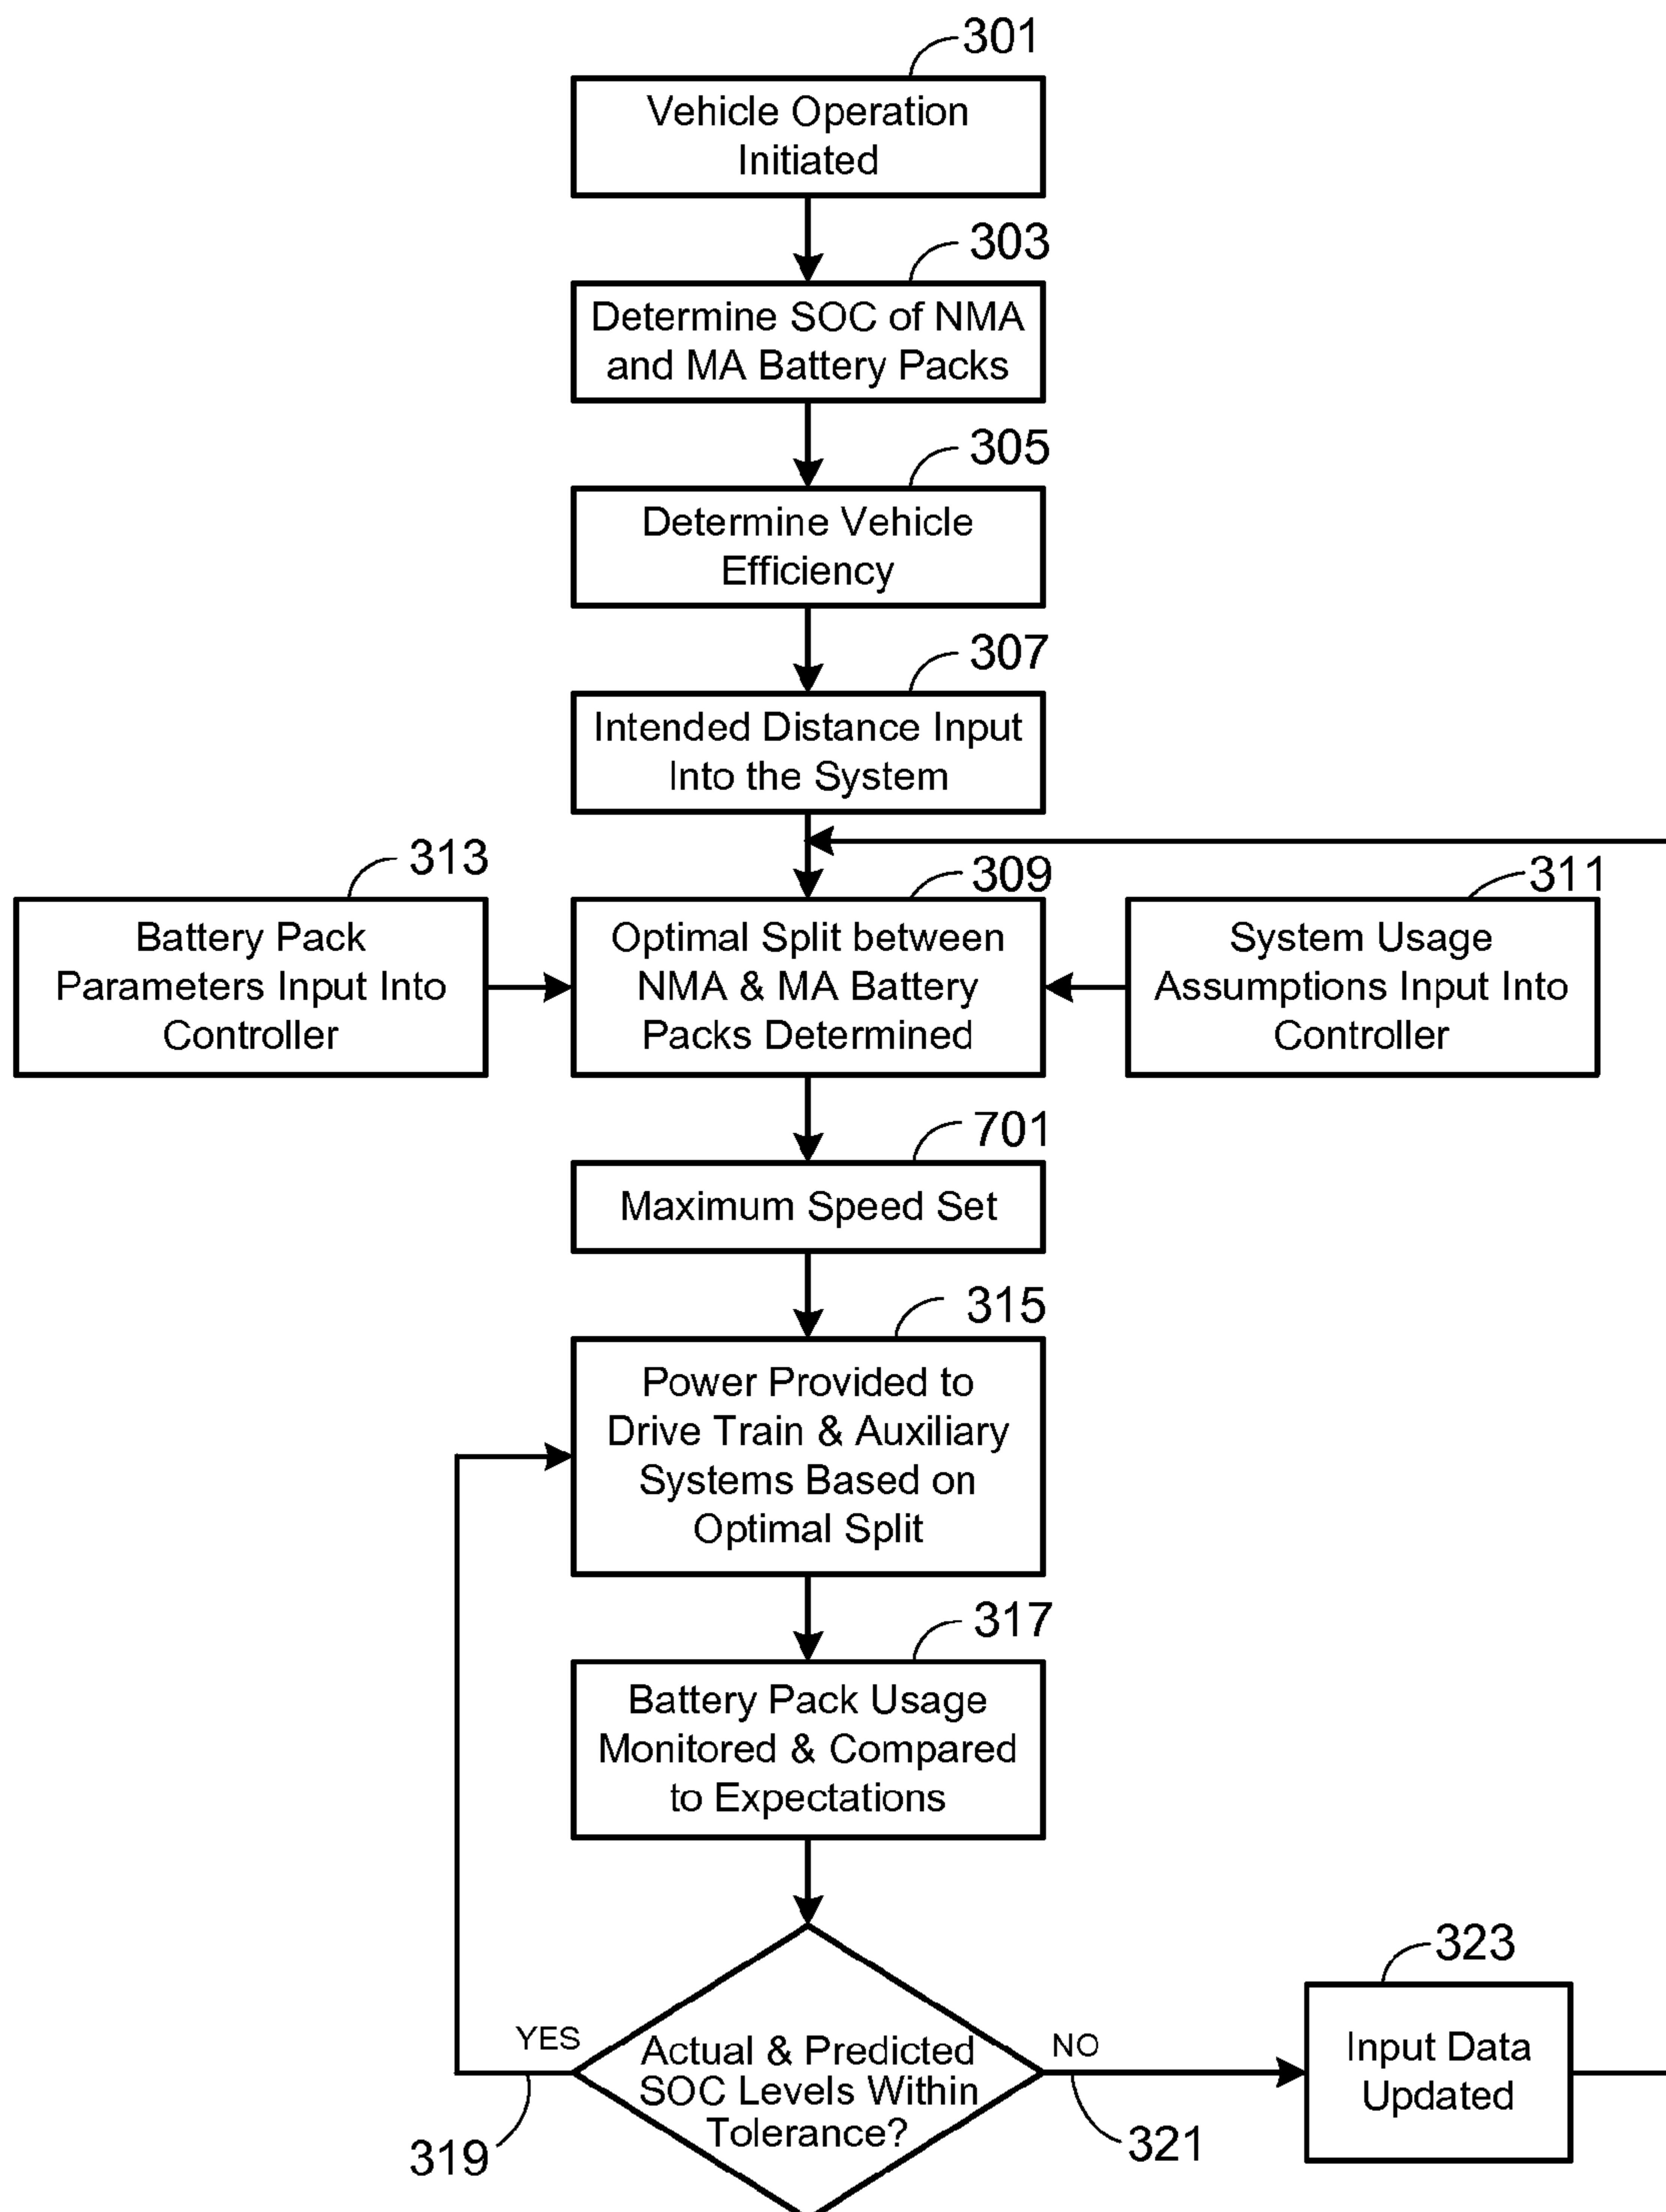 301
Vehicle Operation
Initiated
303
Determine SOC of NMA
and MA Battery Packs
305
Determine Vehicle
Efficiency
307
Intended Distance Input
Into the System
313
Battery Pack
Parameters Input Into
Controller
309
Optimal Split between
NMA & MA Battery
Packs Determined
311
System Usage
Assumptions Input Into
Controller
701
Maximum Speed Set
315
Power Provided to
Drive Train & Auxiliary
Systems Based on
Optimal Split
317
Battery Pack Usage
Monitored & Compared
to Expectations
YES
319
Actual & Predicted
SOC Levels Within
Tolerance?
NO
321
323
Input Data
Updated